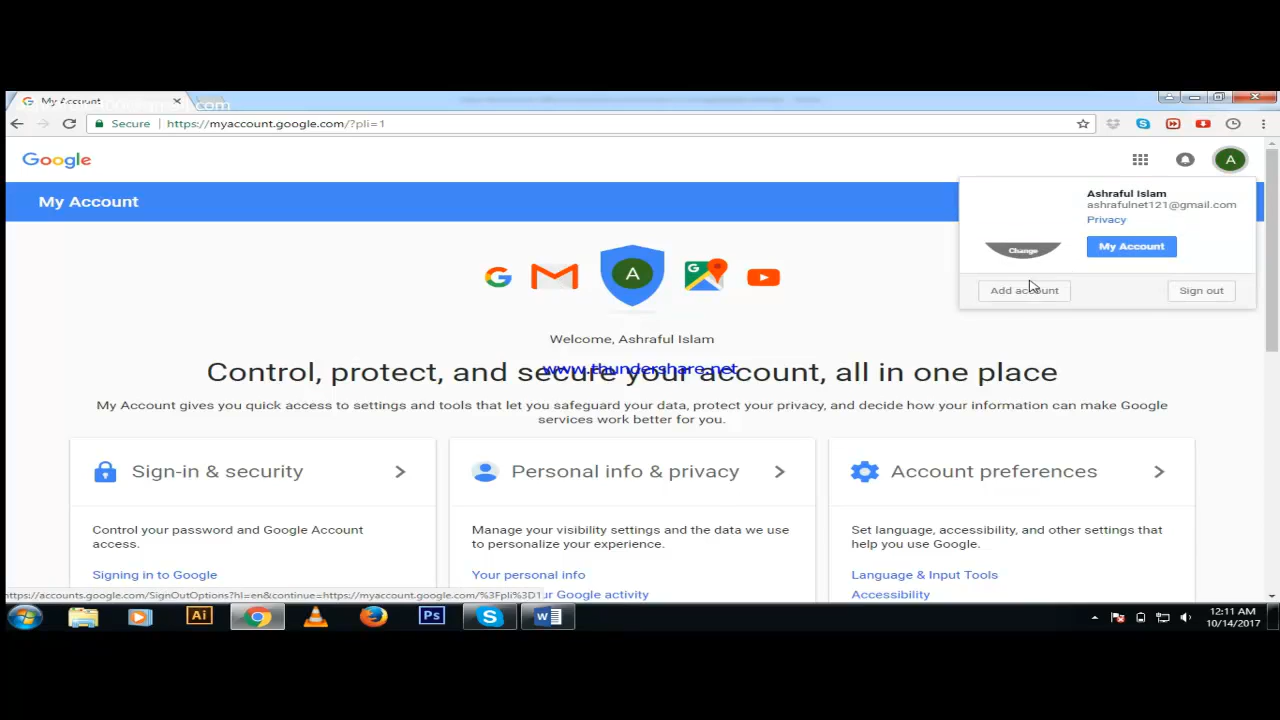 My Account
.com
Secure
https://myaccount.google.com/?pli=1
Google
A
My Account
Ashraful Islam
ashrafulnet121@gmail.com
Privacy
Change
My Account
Add account
Sign out
G
A
G
Welcome, Ashraful Islam
Control, protect, and secure your account, all in one place
www.thundershare.net
My Account gives you quick access to settings and tools that let you safeguard your data, protect your privacy, and decide how your information can make Google
services work better for you.
Sign-in & security
Personal info & privacy
Account preferences
Control your password and Google Account
access.
Manage your visibility settings and the data we use
to personalize your experience.
Set language, accessibility, and other settings that
help you use Google.
Signing in to Google
Your personal info
Language & Input Tools
ur Google activity
Accessibility
https://accounts.google.com/SignOutOptions?hl=en&continue=https://myaccount.google.com/%3Fpli%3D1
Ai
Ps
12:11 AM
10/14/2017